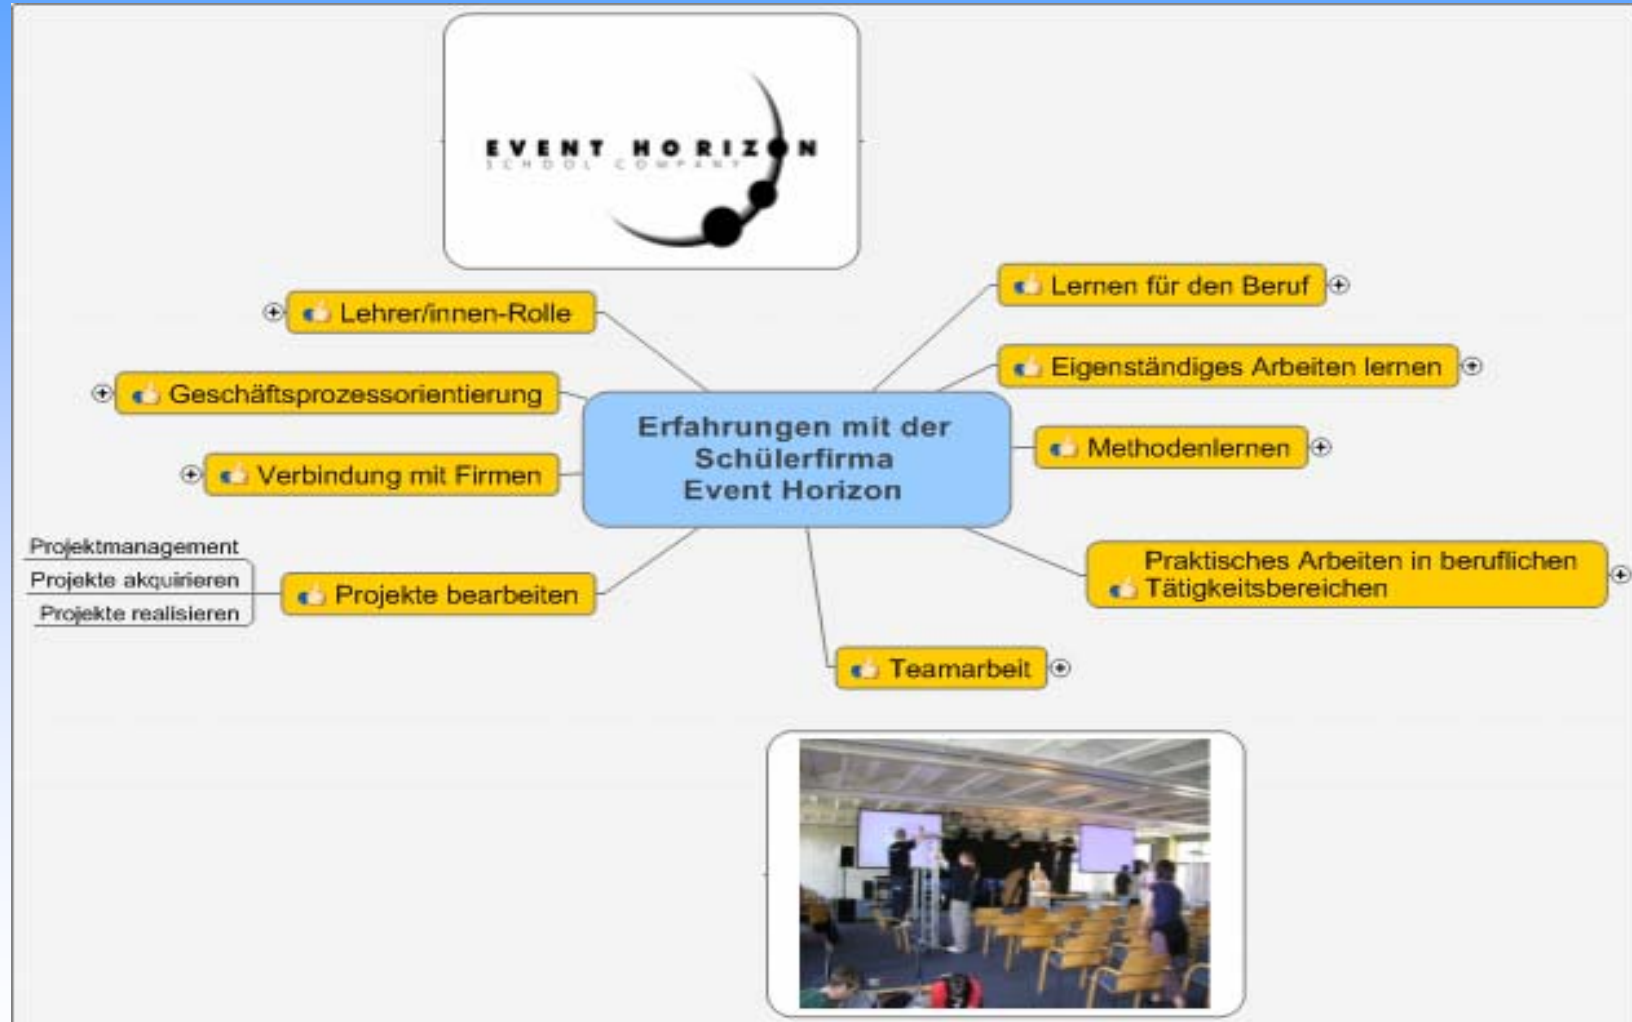 EVENT HORIZON
SCHOOL COMPANY
Lehrer/innen-Rolle
Geschäftsprozessorientierung
Verbindung mit Firmen
Projektmanagement
Projekte akquirieren
Projekte realisieren
Projekte bearbeiten
Erfahrungen mit der
Schülerfirma
Event Horizon
Lernen für den Beruf
Eigenständiges Arbeiten lernen
Methodenlernen
Praktisches Arbeiten in beruflichen
Tätigkeitsbereichen
Teamarbeit